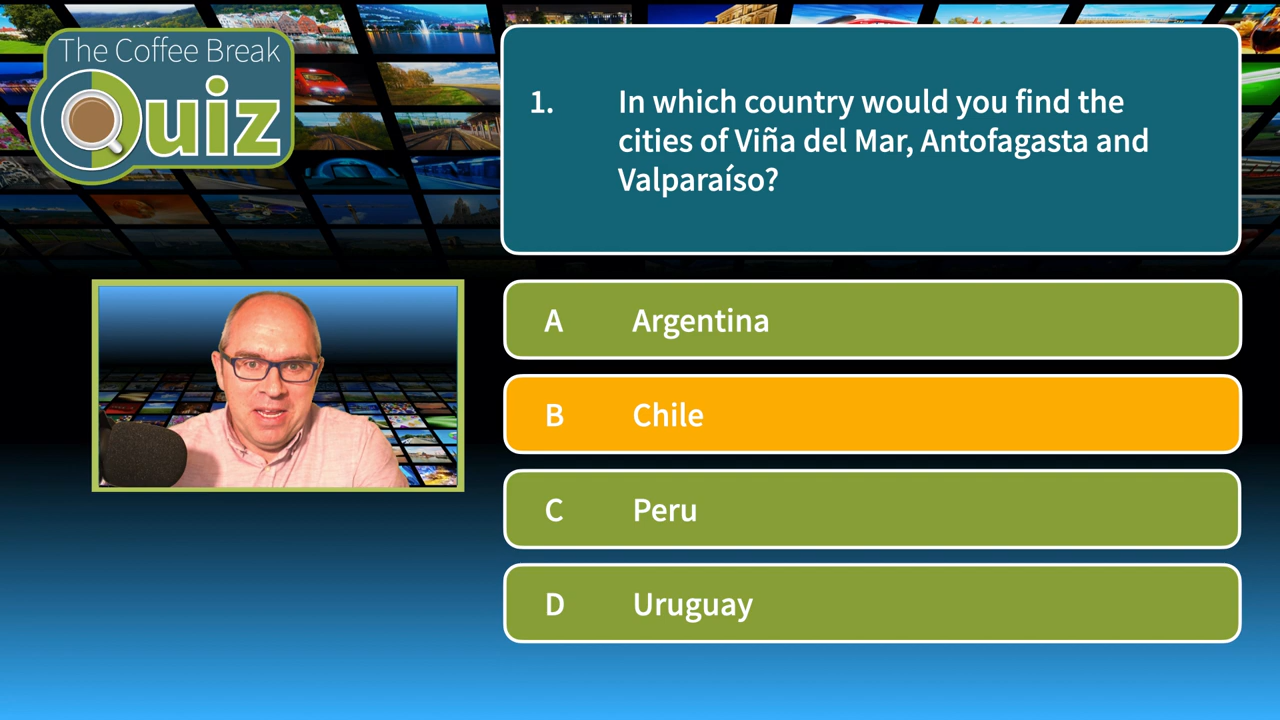 The Coffee Break
Quiz
1. In which country would you find the
cities of Viña del Mar, Antofagasta and
Valparaíso?
A Argentina
B Chile
C Peru
D Uruguay